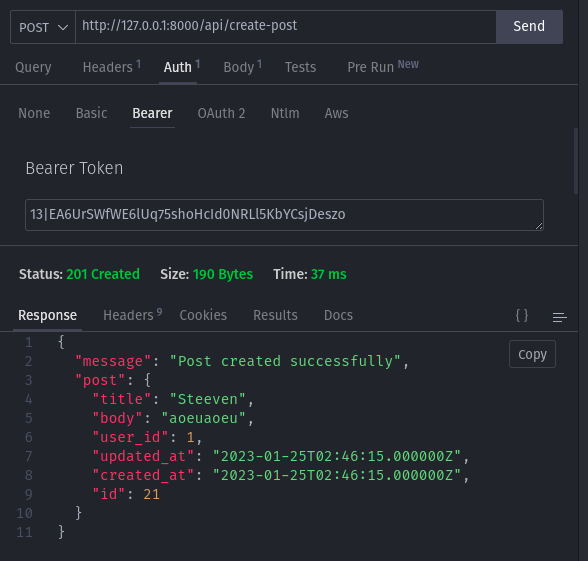 POST http://127.0.0.1:8000/api/create-post Send
Query Headers 1 Auth 1 Body 1 Tests Pre Run New
None Basic Bearer OAuth 2 Ntlm Aws
Bearer Token
13|EA6UrSWfWE6lUq75shoHcId0NRLl5KbYCsjDeszo
Status: 201 Created Size: 190 Bytes Time: 37 ms
Response Headers 9 Cookies Results Docs { }
Copy
1 {
2 "message": "Post created successfully",
3 "post": {
4 "title": "Steeven",
5 "body": "aoeuaoeu",
6 "user_id": 1,
7 "updated_at": "2023-01-25T02:46:15.000000Z",
8 "created_at": "2023-01-25T02:46:15.000000Z",
9 "id": 21
10 }
11 }